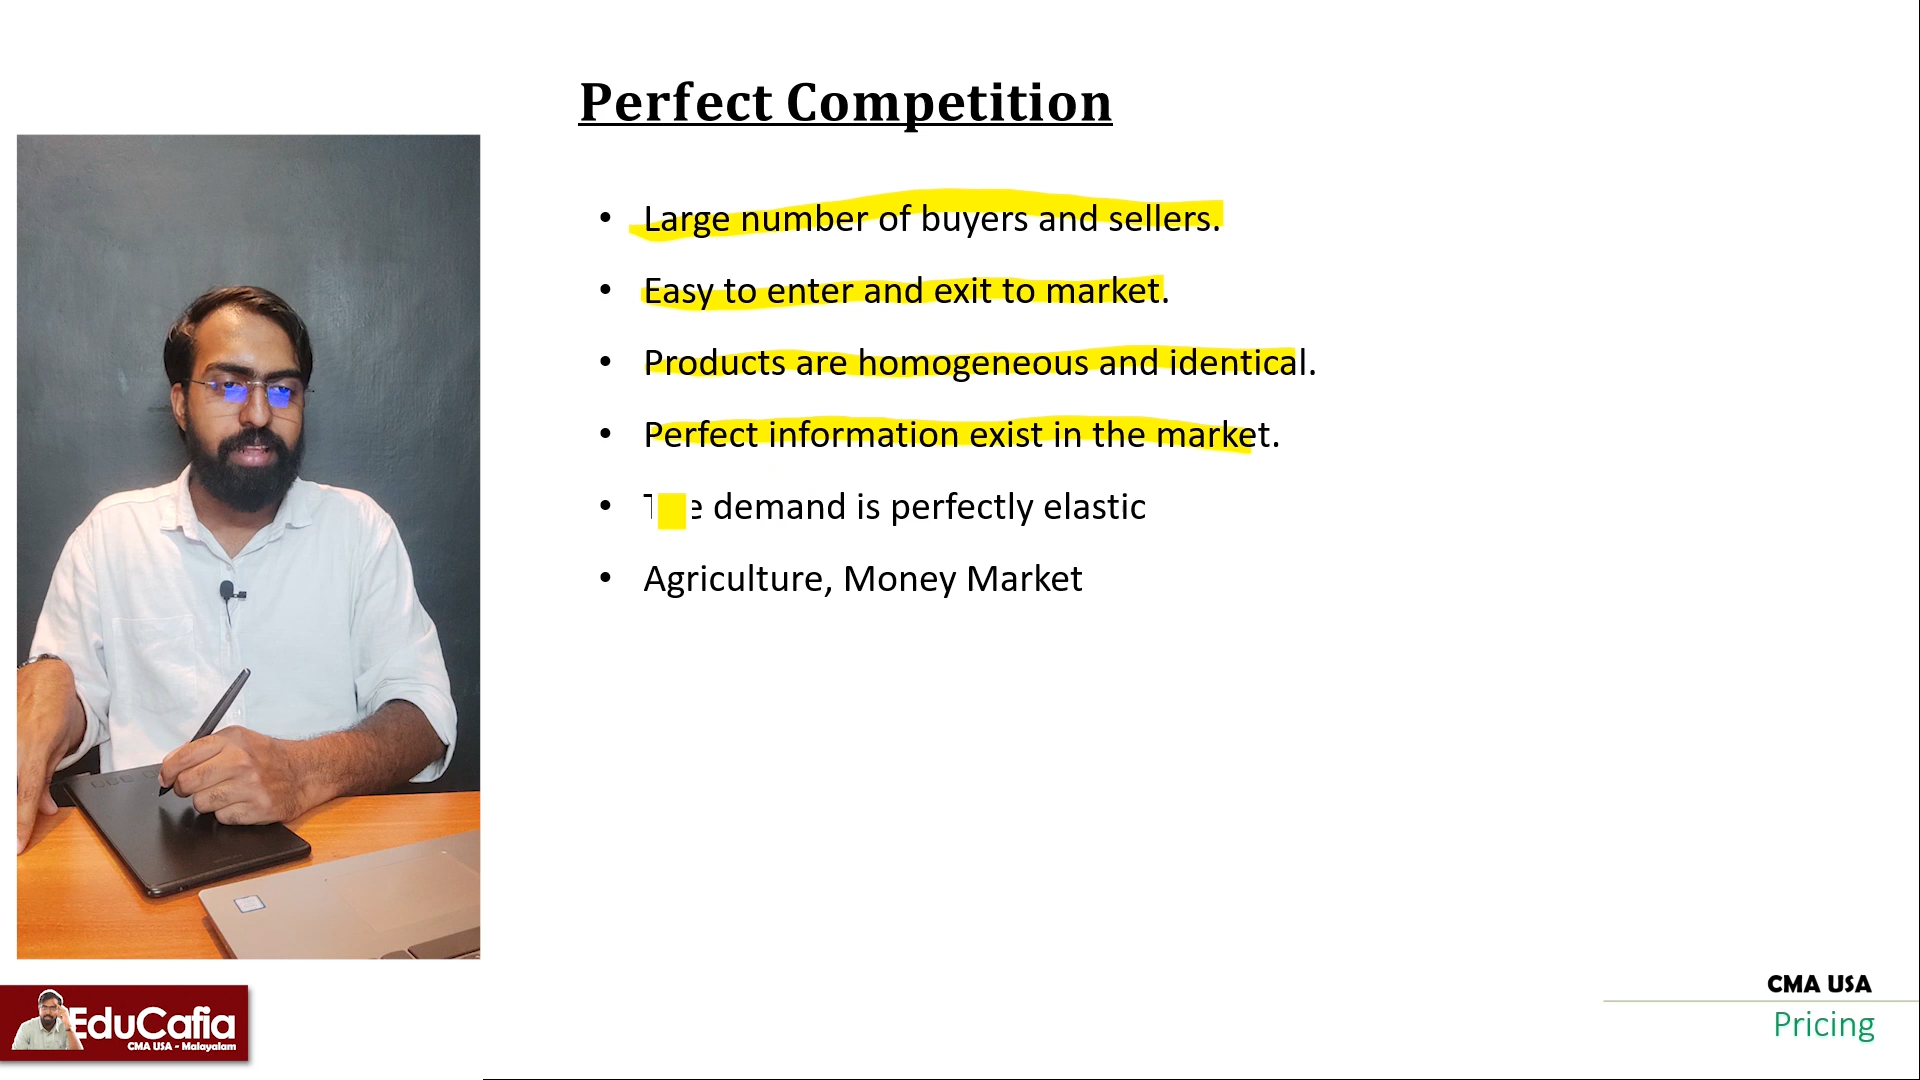 Perfect Competition
• Large number of buyers and sellers.
• Easy to enter and exit to market.
• Products are homogeneous and identical.
• Perfect information exist in the market.
• demand is perfectly elastic
• Agriculture, Money Market
EduCafia
CMA USA - Malayalam
CMA USA
Pricing